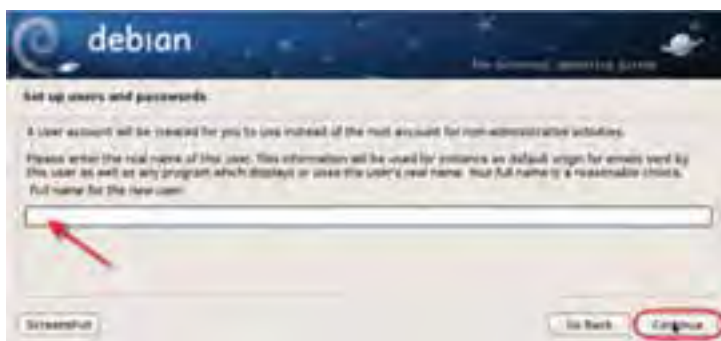 debian
the universal operating system
Set up users and passwords
A user account will be created for you to use instead of the root account for non-administrative activities.
Please enter the real name of this user. This information will be used for instance as default origin for emails sent by
this user as well as any program which displays or uses the user's real name. Your full name is a reasonable choice.
Full name for the new user:
Screenshot
Go Back
Continue